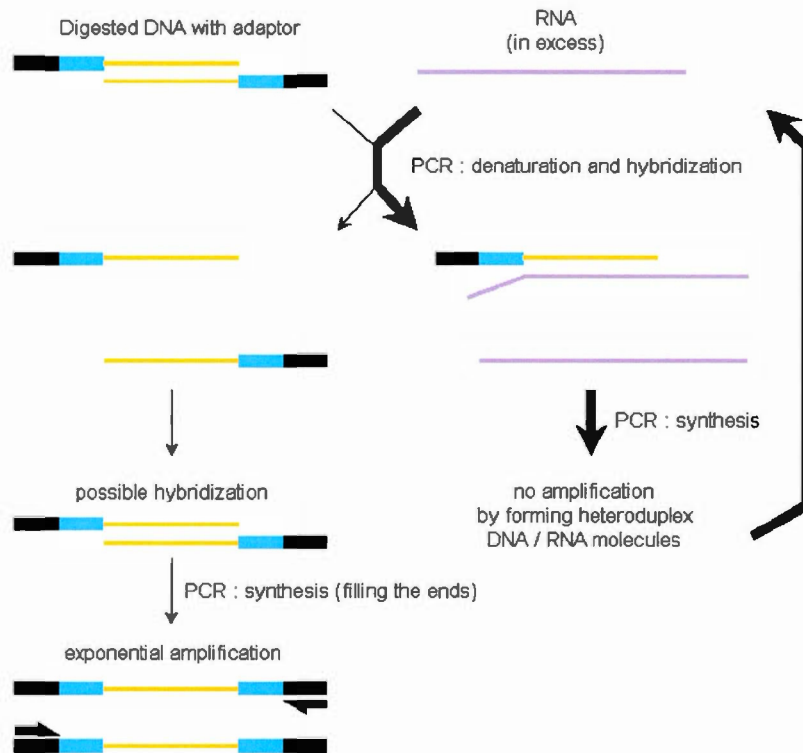 Digested DNA with adaptor
RNA
(in excess)
PCR : denaturation and hybridization
PCR : synthesis
possible hybridization
no amplification
by forming heteroduplex
DNA / RNA molecules
PCR : synthesis (filling the ends)
exponential amplification